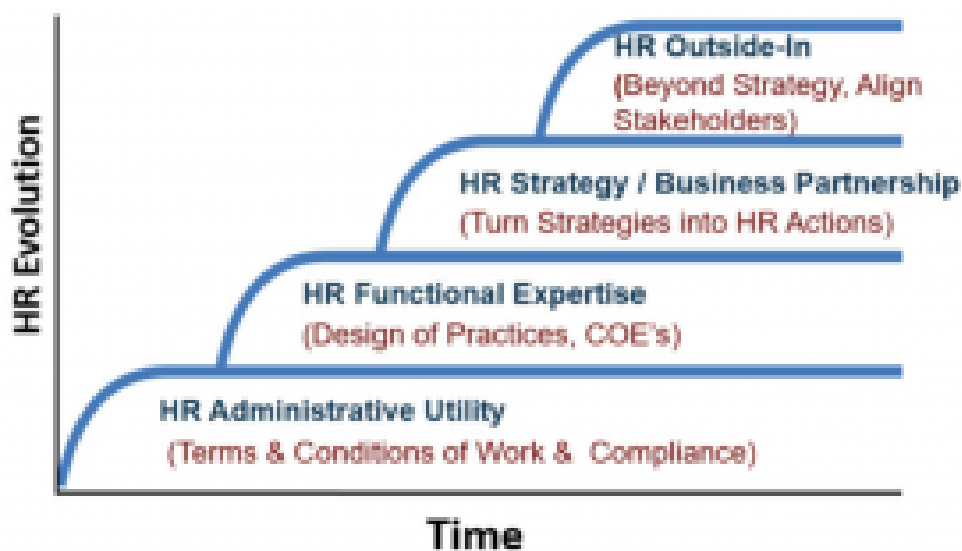 HR Outside-In
(Beyond Strategy, Align
Stakeholders)
HR Strategy / Business Partnership
(Turn Strategies into HR Actions)
HR Functional Expertise
(Design of Practices, COE's)
HR Administrative Utility
(Terms & Conditions of Work & Compliance)
HR Evolution
Time